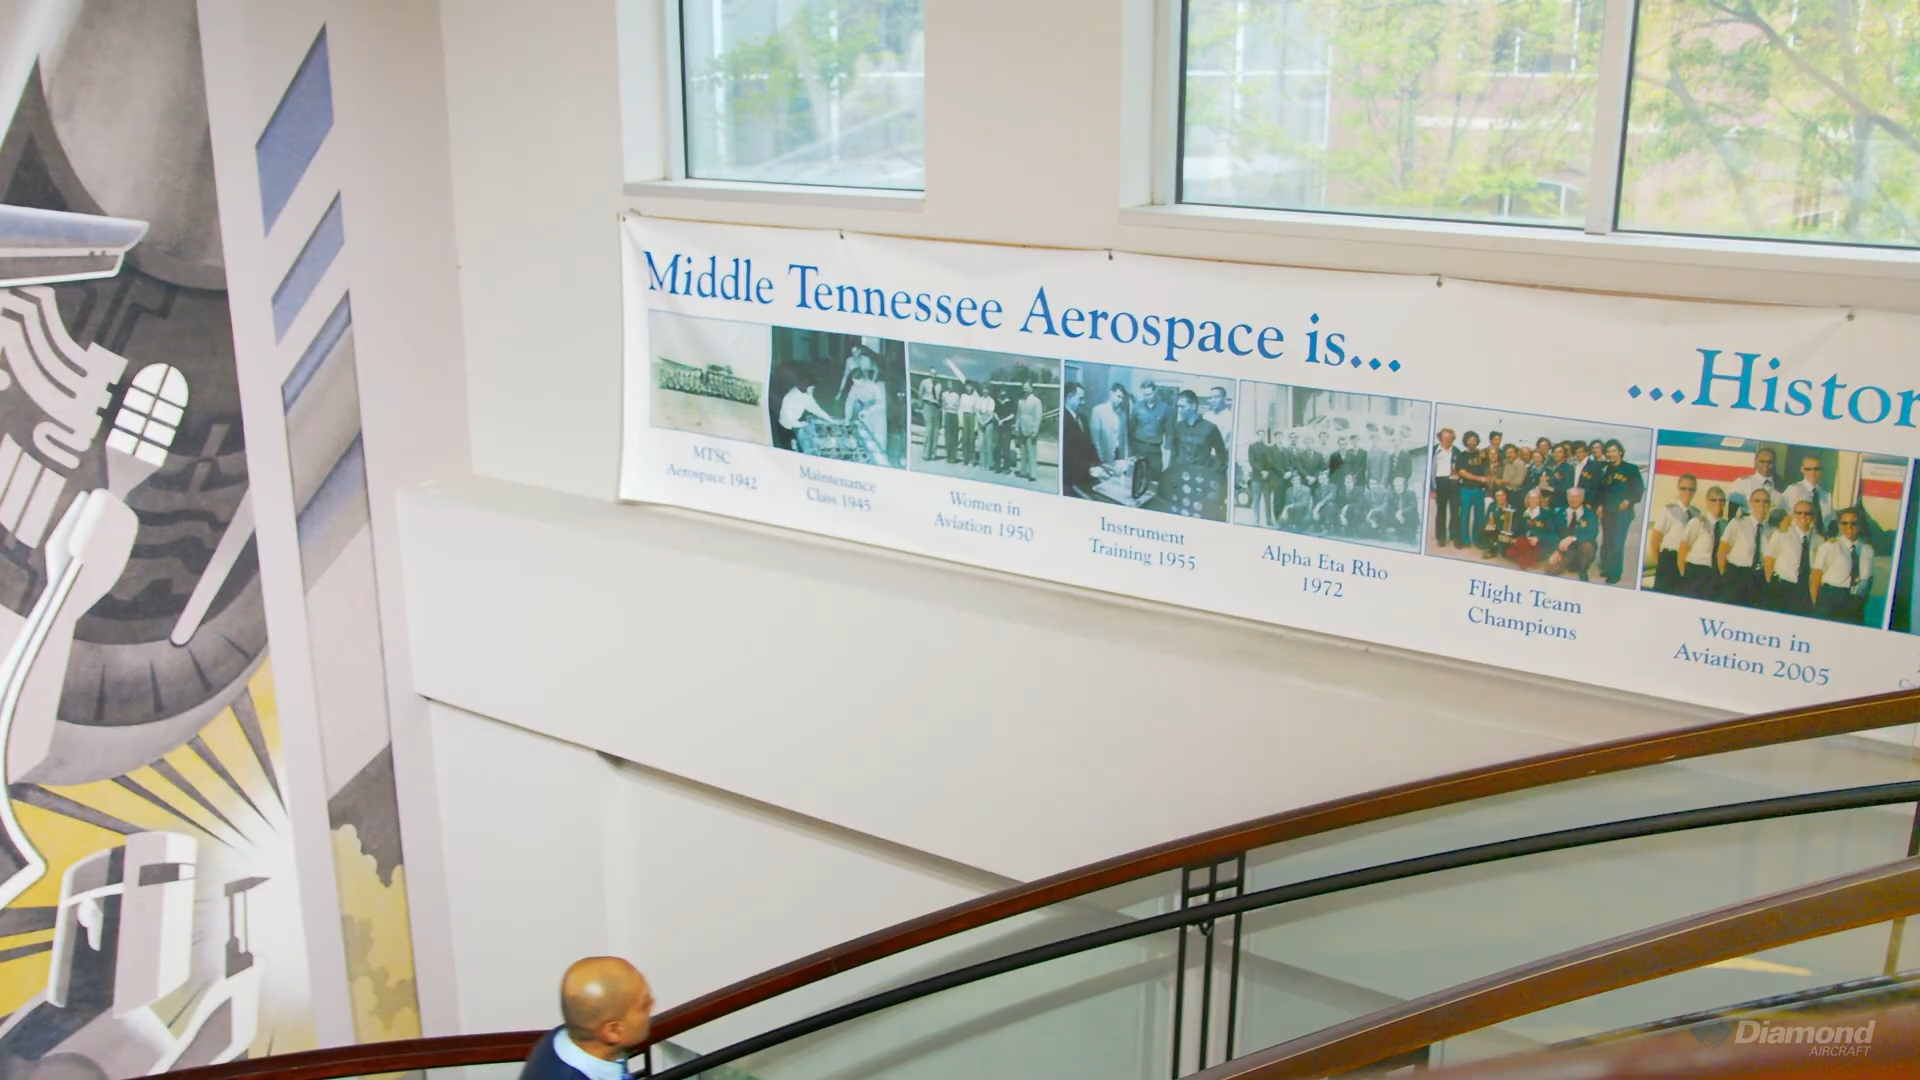 Middle Tennessee Aerospace is...
...Histor
MTSC
Aerospace 1942
Maintenance
Class 1945
Women in
Aviation 1950
Instrument
Training 1955
Alpha Eta Rho
1972
Flight Team
Champions
Women in
Aviation 2005
Diamond
AIRCRAFT